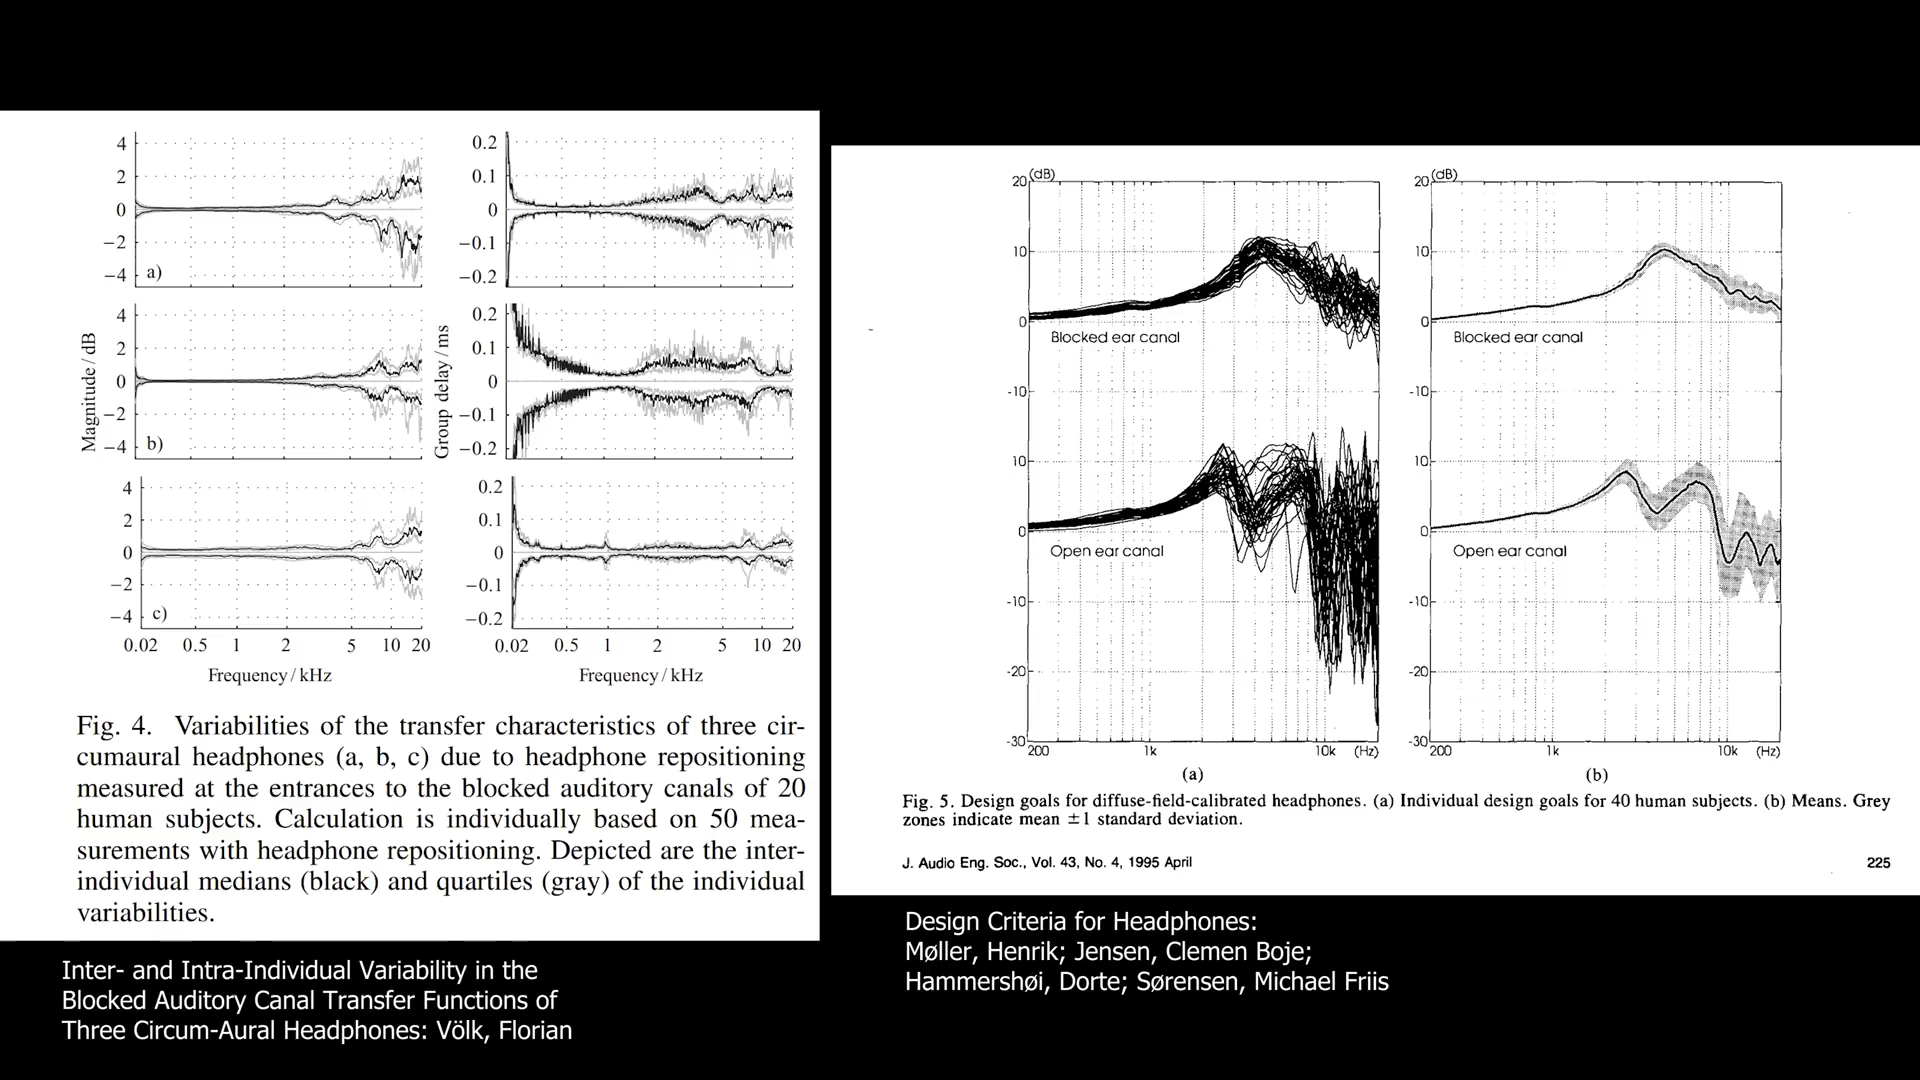 4
2
0
−2
−4
a)
0.2
0.1
0
−0.1
−0.2
4
2
0
−2
−4
b)
0.2
0.1
0
−0.1
−0.2
Magnitude / dB
Group delay / ms
4
2
0
−2
−4
c)
0.2
0.1
0
−0.1
−0.2
0.02 0.5 1 2 5 10 20
0.02 0.5 1 2 5 10 20
Frequency / kHz
Frequency / kHz
Fig. 4. Variabilities of the transfer characteristics of three cir-
cumaural headphones (a, b, c) due to headphone repositioning
measured at the entrances to the blocked auditory canals of 20
human subjects. Calculation is individually based on 50 mea-
surements with headphone repositioning. Depicted are the inter-
individual medians (black) and quartiles (gray) of the individual
variabilities.
Inter- and Intra-Individual Variability in the
Blocked Auditory Canal Transfer Functions of
Three Circum-Aural Headphones: Völk, Florian
20 (dB)
10
0
Blocked ear canal
-10
10
0
Open ear canal
-10
-20
-30
200 1k 10k (Hz)
(a)
20 (dB)
10
0
Blocked ear canal
-10
10
0
Open ear canal
-10
-20
-30
200 1k 10k (Hz)
(b)
Fig. 5. Design goals for diffuse-field-calibrated headphones. (a) Individual design goals for 40 human subjects. (b) Means. Grey
zones indicate mean ±1 standard deviation.
J. Audio Eng. Soc., Vol. 43, No. 4, 1995 April
225
Design Criteria for Headphones:
Møller, Henrik; Jensen, Clemen Boje;
Hammershøi, Dorte; Sørensen, Michael Friis